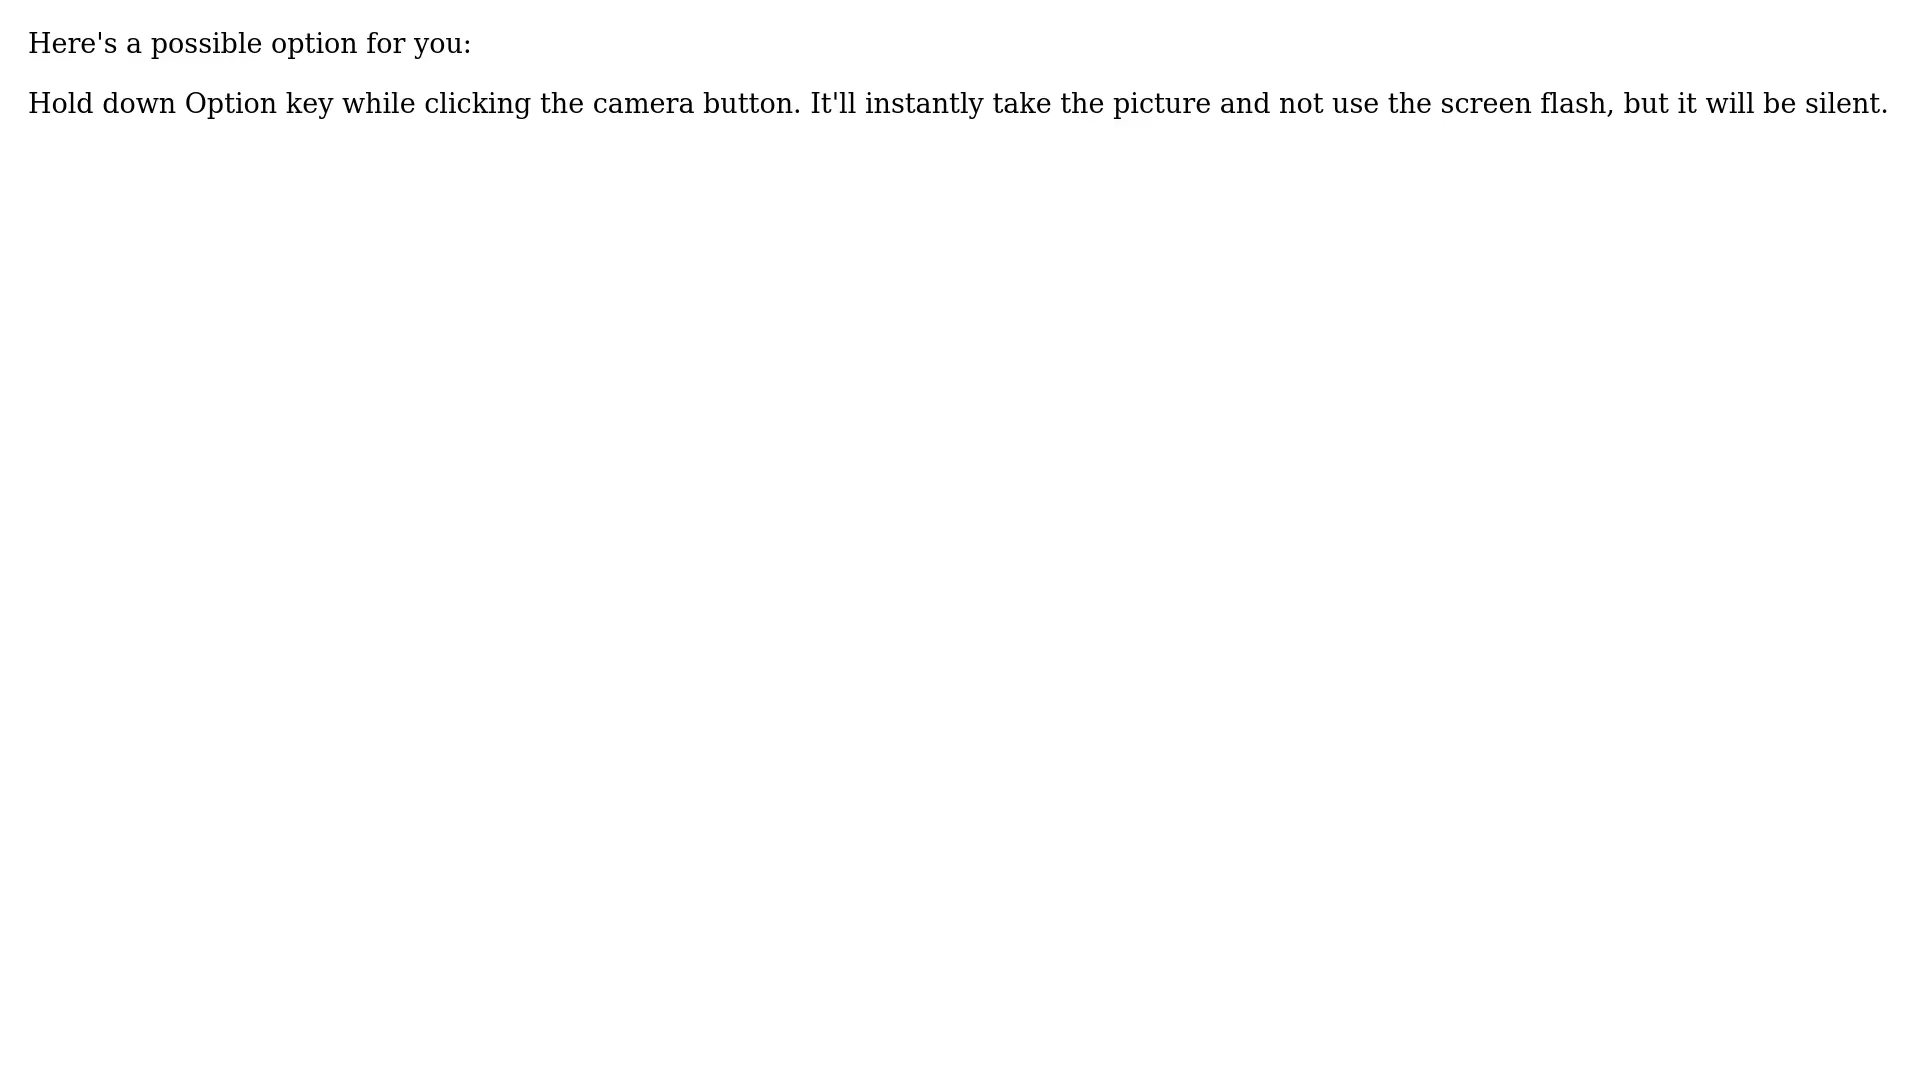 Here's a possible option for you:
Hold down Option key while clicking the camera button. It'll instantly take the picture and not use the screen flash, but it will be silent.